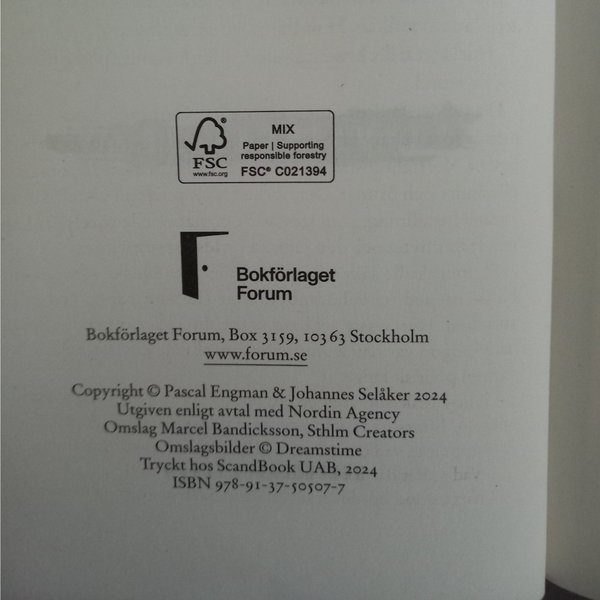 FSC
www.fsc.org
MIX
Paper | Supporting
responsible forestry
FSC® C021394
Bokförlaget
Forum
Bokförlaget Forum, Box 3159, 103 63 Stockholm
www.forum.se
Copyright © Pascal Engman & Johannes Selåker 2024
Utgiven enligt avtal med Nordin Agency
Omslag Marcel Bandicksson, Sthlm Creators
Omslagsbilder © Dreamstime
Tryckt hos ScandBook UAB, 2024
ISBN 978-91-37-50507-7